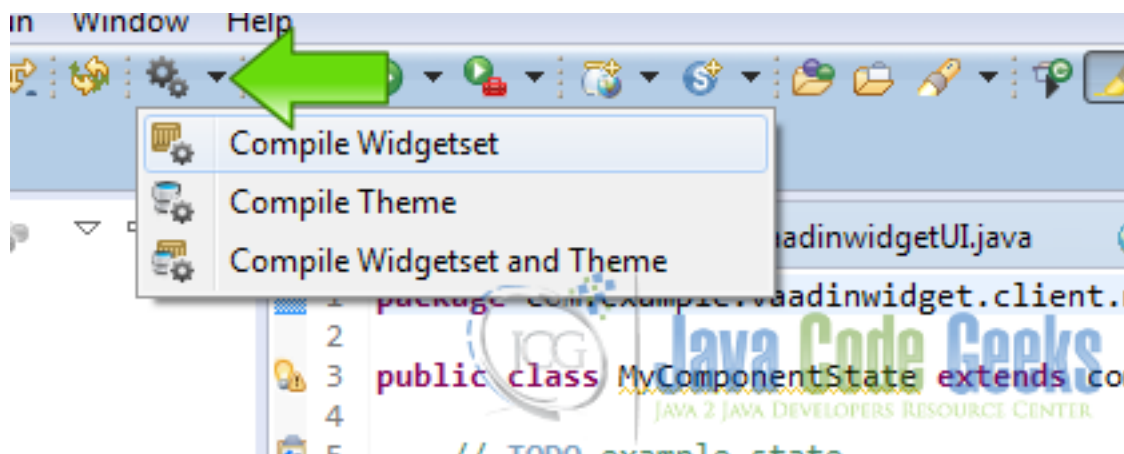 Window Help
Compile Widgetset
Compile Theme
Compile Widgetset and Theme
adinwidgetUI.java
1 package com.example.vaadinwidget.client.
2
3 public class MyComponentState extends co
4
5 // TODO example state
JCG
Java Code Geeks
JAVA 2 JAVA DEVELOPERS RESOURCE CENTER